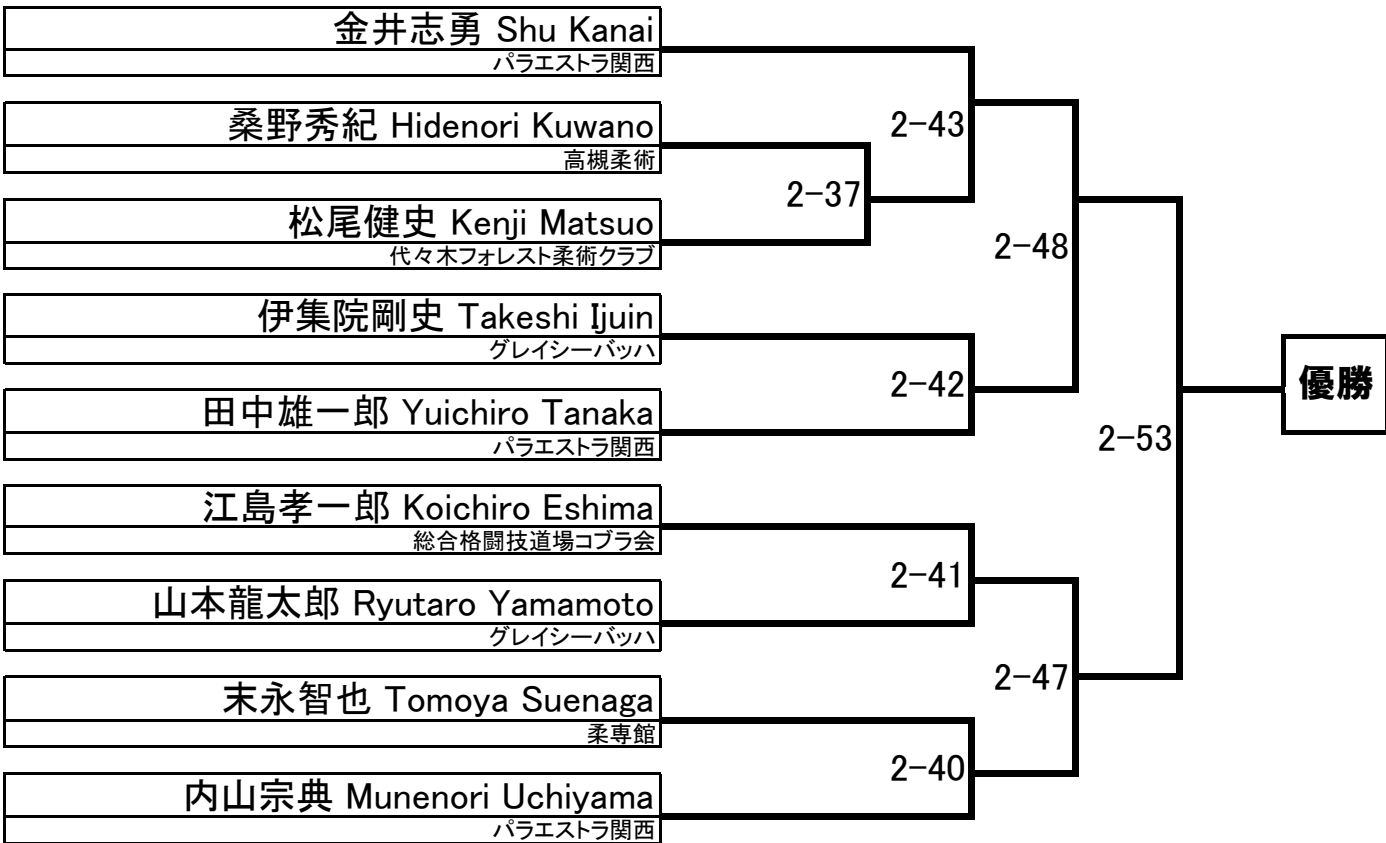 金井志勇 Shu Kanai
パラエストラ関西
桑野秀紀 Hidenori Kuwano
高槻柔術
2-43
2-37
松尾健史 Kenji Matsuo
代々木フォレスト柔術クラブ
2-48
伊集院剛史 Takeshi Ijuin
グレイシーバッハ
2-42
優勝
田中雄一郎 Yuichiro Tanaka
パラエストラ関西
2-53
江島孝一郎 Koichiro Eshima
総合格闘技道場コブラ会
2-41
山本龍太郎 Ryutaro Yamamoto
グレイシーバッハ
2-47
末永智也 Tomoya Suenaga
柔専館
2-40
内山宗典 Munenori Uchiyama
パラエストラ関西